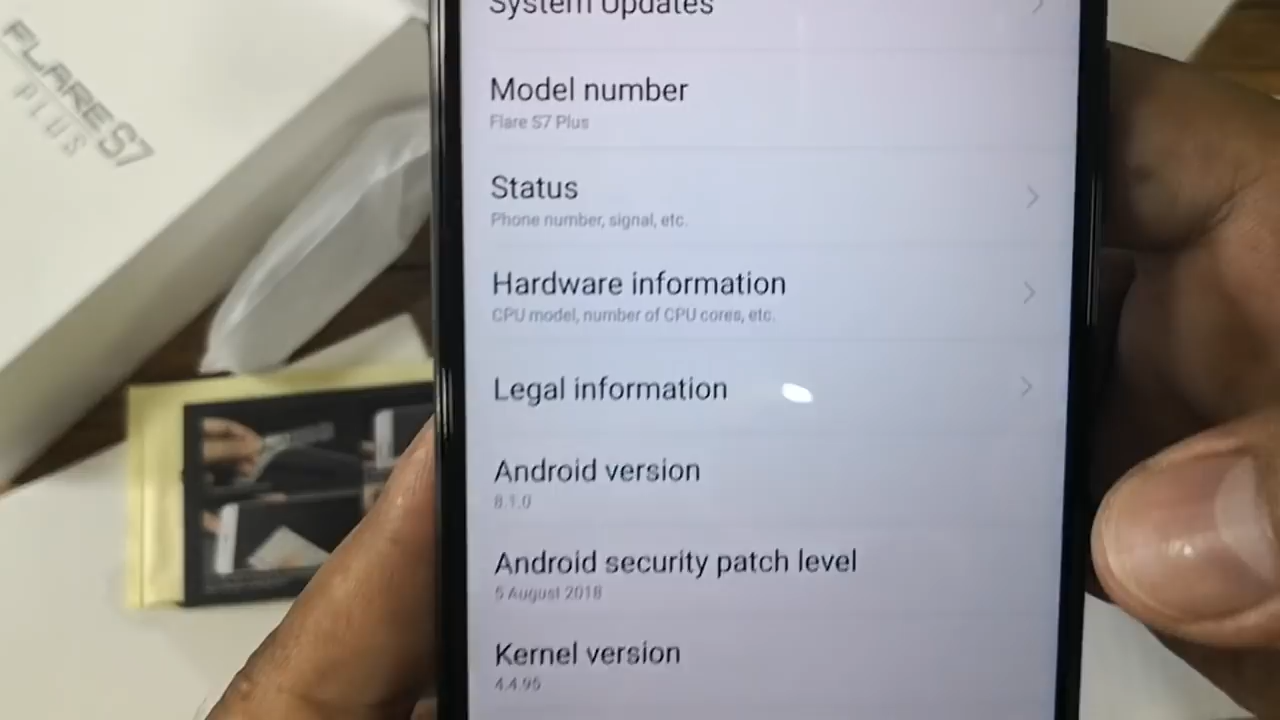 FLARE S7
PLUS
System Updates
Model number
Flare S7 Plus
Status
Phone number, signal, etc.
Hardware information
CPU model, number of CPU cores, etc.
Legal information
Android version
8.1.0
Android security patch level
5 August 2018
Kernel version
4.4.95